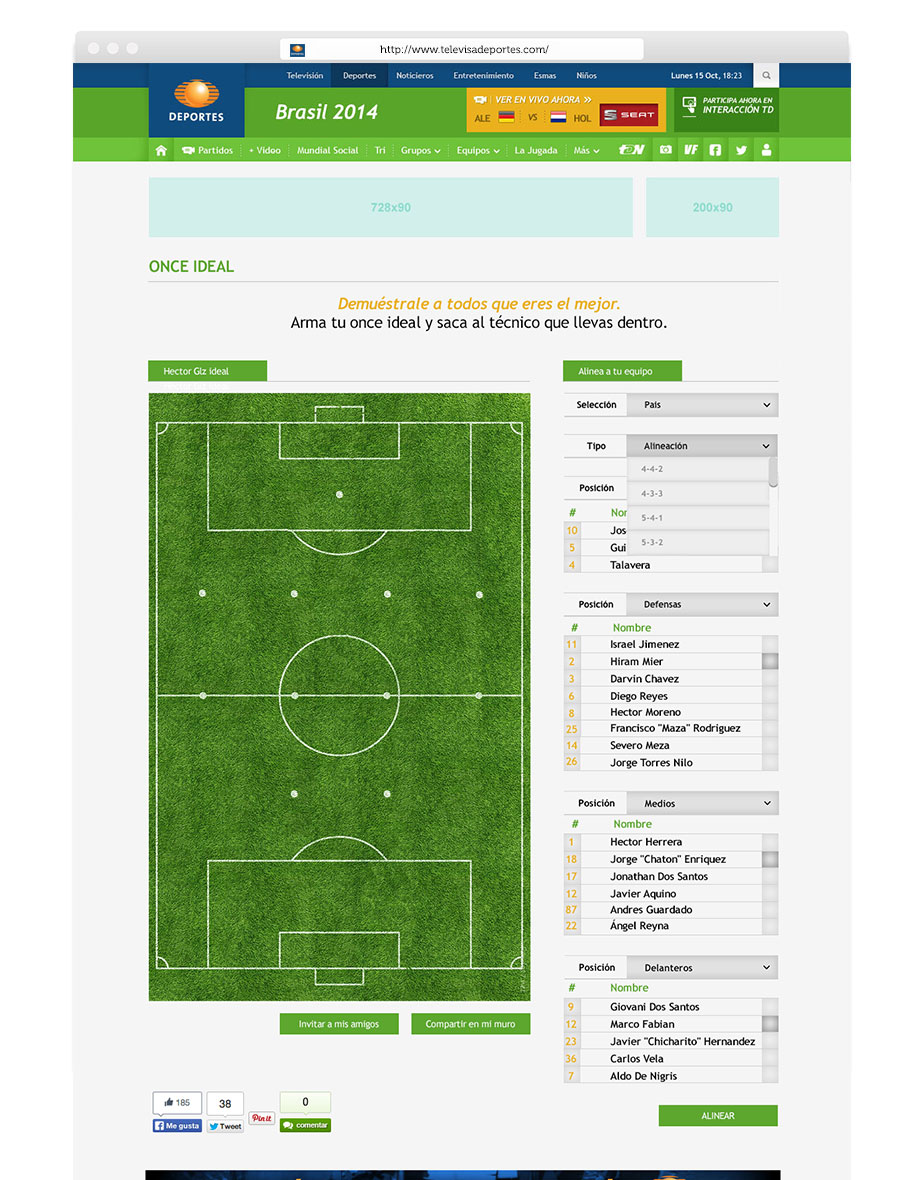 http://www.televisadeportes.com/
Televisión Deportes Noticieros Entretenimiento Esmas Niños Lunes 15 Oct, 18:23
DEPORTES
Brasil 2014
VER EN VIVO AHORA >>
ALE VS HOL
SEAT
PARTICIPA AHORA EN
INTERACCIÓN TD
Partidos + Video Mundial Social Tri Grupos Equipos La Jugada Más TDN VF
728x90
200x90
ONCE IDEAL
Demuéstrale a todos que eres el mejor.
Arma tu once ideal y saca al técnico que llevas dentro.
Hector Glz Ideal
Alinea a tu equipo
Selección País
Tipo Alineación
4-4-2
4-3-3
5-4-1
5-3-2
Posición
# Nom
10 Jos
5 Gui
4 Talavera
Posición Defensas
# Nombre
11 Israel Jimenez
2 Hiram Mier
3 Darvin Chavez
6 Diego Reyes
8 Hector Moreno
25 Francisco "Maza" Rodriguez
14 Severo Meza
26 Jorge Torres Nilo
Posición Medios
# Nombre
1 Hector Herrera
18 Jorge "Chaton" Enriquez
17 Jonathan Dos Santos
12 Javier Aquino
87 Andres Guardado
22 Ángel Reyna
Posición Delanteros
# Nombre
9 Giovani Dos Santos
12 Marco Fabian
23 Javier "Chicharito" Hernandez
36 Carlos Vela
7 Aldo De Nigris
Invitar a mis amigos
Compartir en mi muro
185
Me gusta
38
Tweet
Pin it
0
comentar
ALINEAR